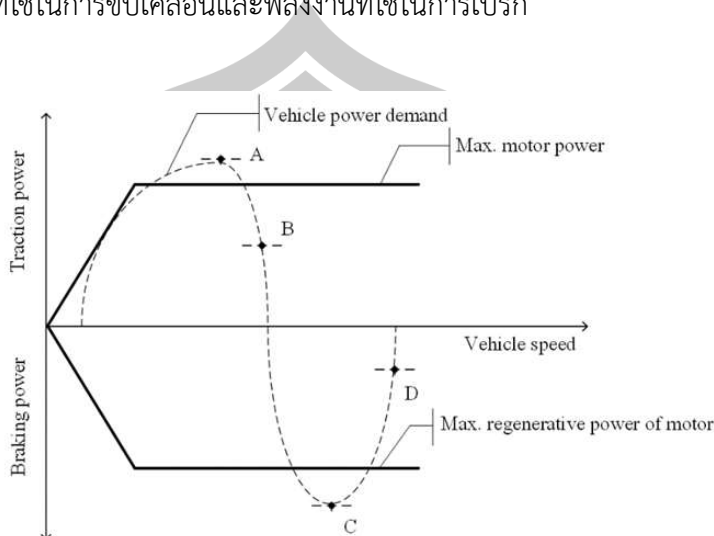 ที่ใช้ในการขับเคลื่อนและพลังงานที่ใช้ในการเบรก
Vehicle power demand
Max. motor power
A
Traction power
B
Vehicle speed
D
Braking power
Max. regenerative power of motor
C